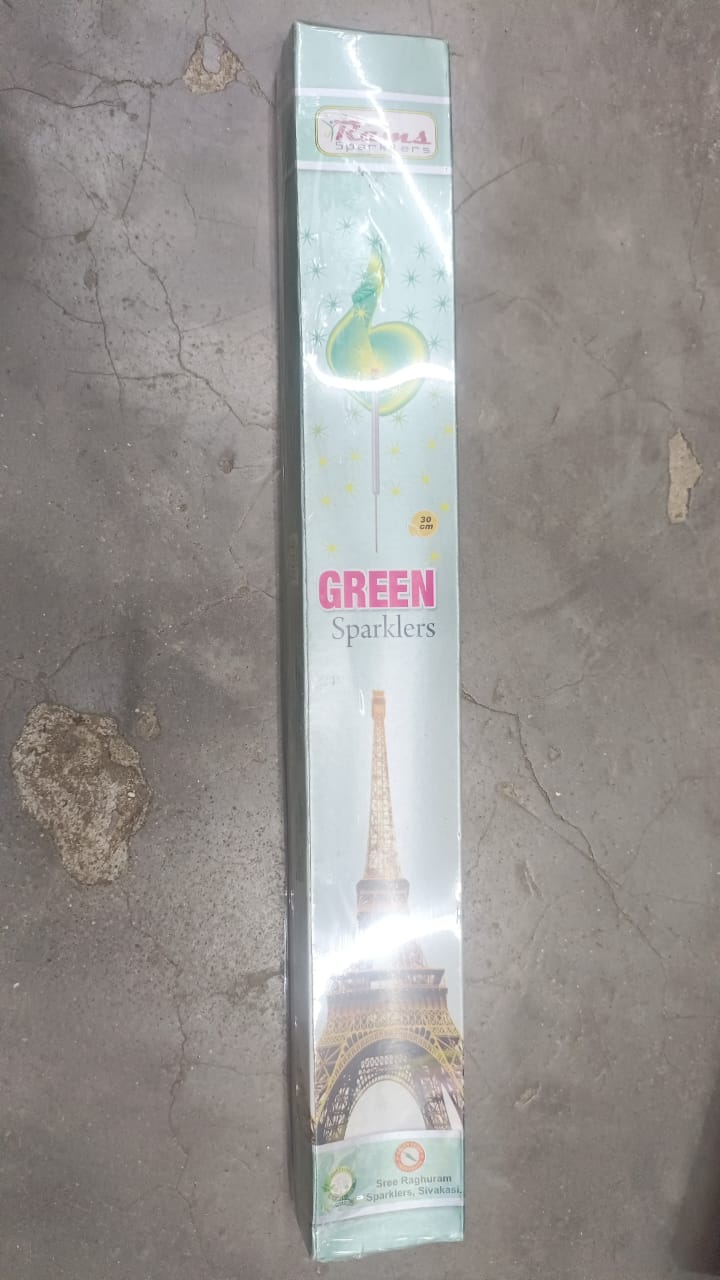 Rams
Sparklers
30
cm
GREEN
Sparklers
Sree Raghuram
Sparklers, Sivakasi.